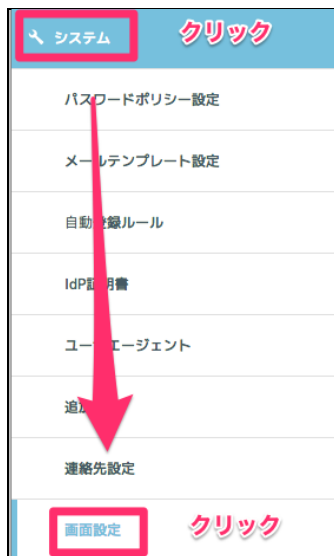 システム クリック
パスワードポリシー設定
メールテンプレート設定
自動登録ルール
IdP証明書
ユーザエージェント
追加
連絡先設定
画面設定 クリック